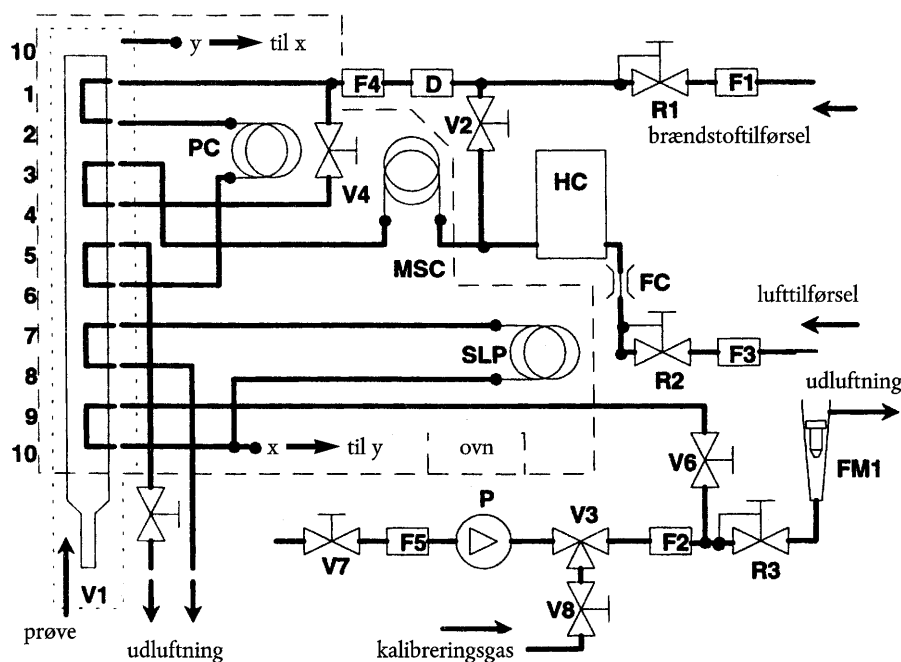 10
y til x
1
F4
D
R1
F1
V2
brændstoftilførsel
2
PC
3
V4
HC
4
5
MSC
FC
6
lufttilførsel
7
SLP
8
R2
F3
udluftning
9
10
x til y
ovn
V6
FM1
P
V3
F5
F2
V7
R3
V1
V8
prøve
udluftning
kalibreringsgas